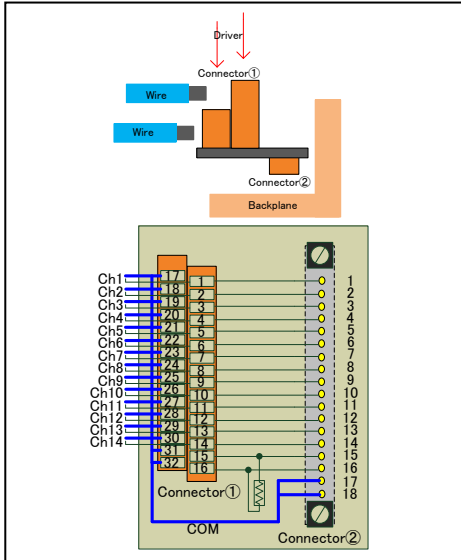 Driver
Connector①
Wire
Wire
Connector②
Backplane
Ch1 17 1 1
Ch2 18 2 2
Ch3 19 3 3
Ch4 20 4 4
Ch5 21 5 5
Ch6 22 6 6
Ch7 23 7 7
Ch8 24 8 8
Ch9 25 9 9
Ch10 26 10 10
Ch11 27 11 11
Ch12 28 12 12
Ch13 29 13 13
Ch14 30 14 14
31 15 15
32 16 16
17
Connector① 18
COM
Connector②